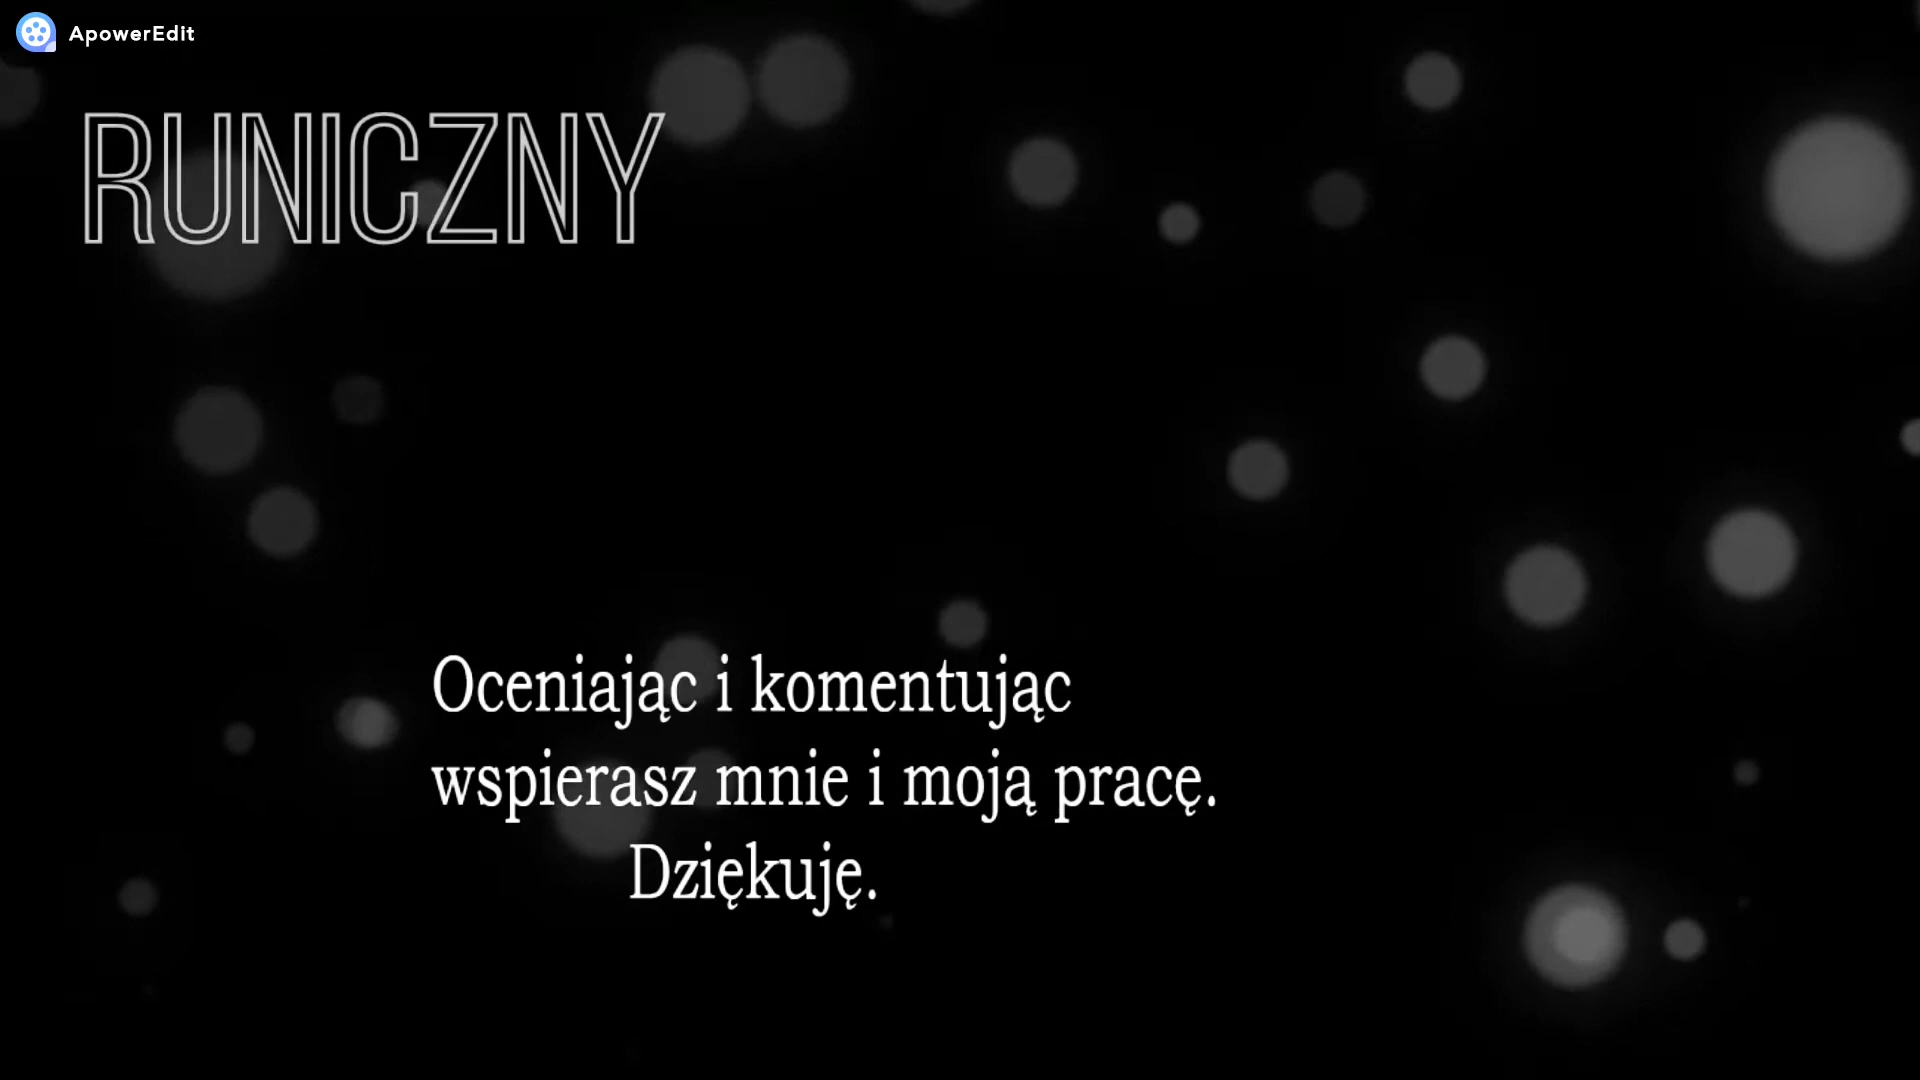 ApowerEdit
RUNICZNY
Oceniając i komentując
wspierasz mnie i moją pracę.
Dziękuję.